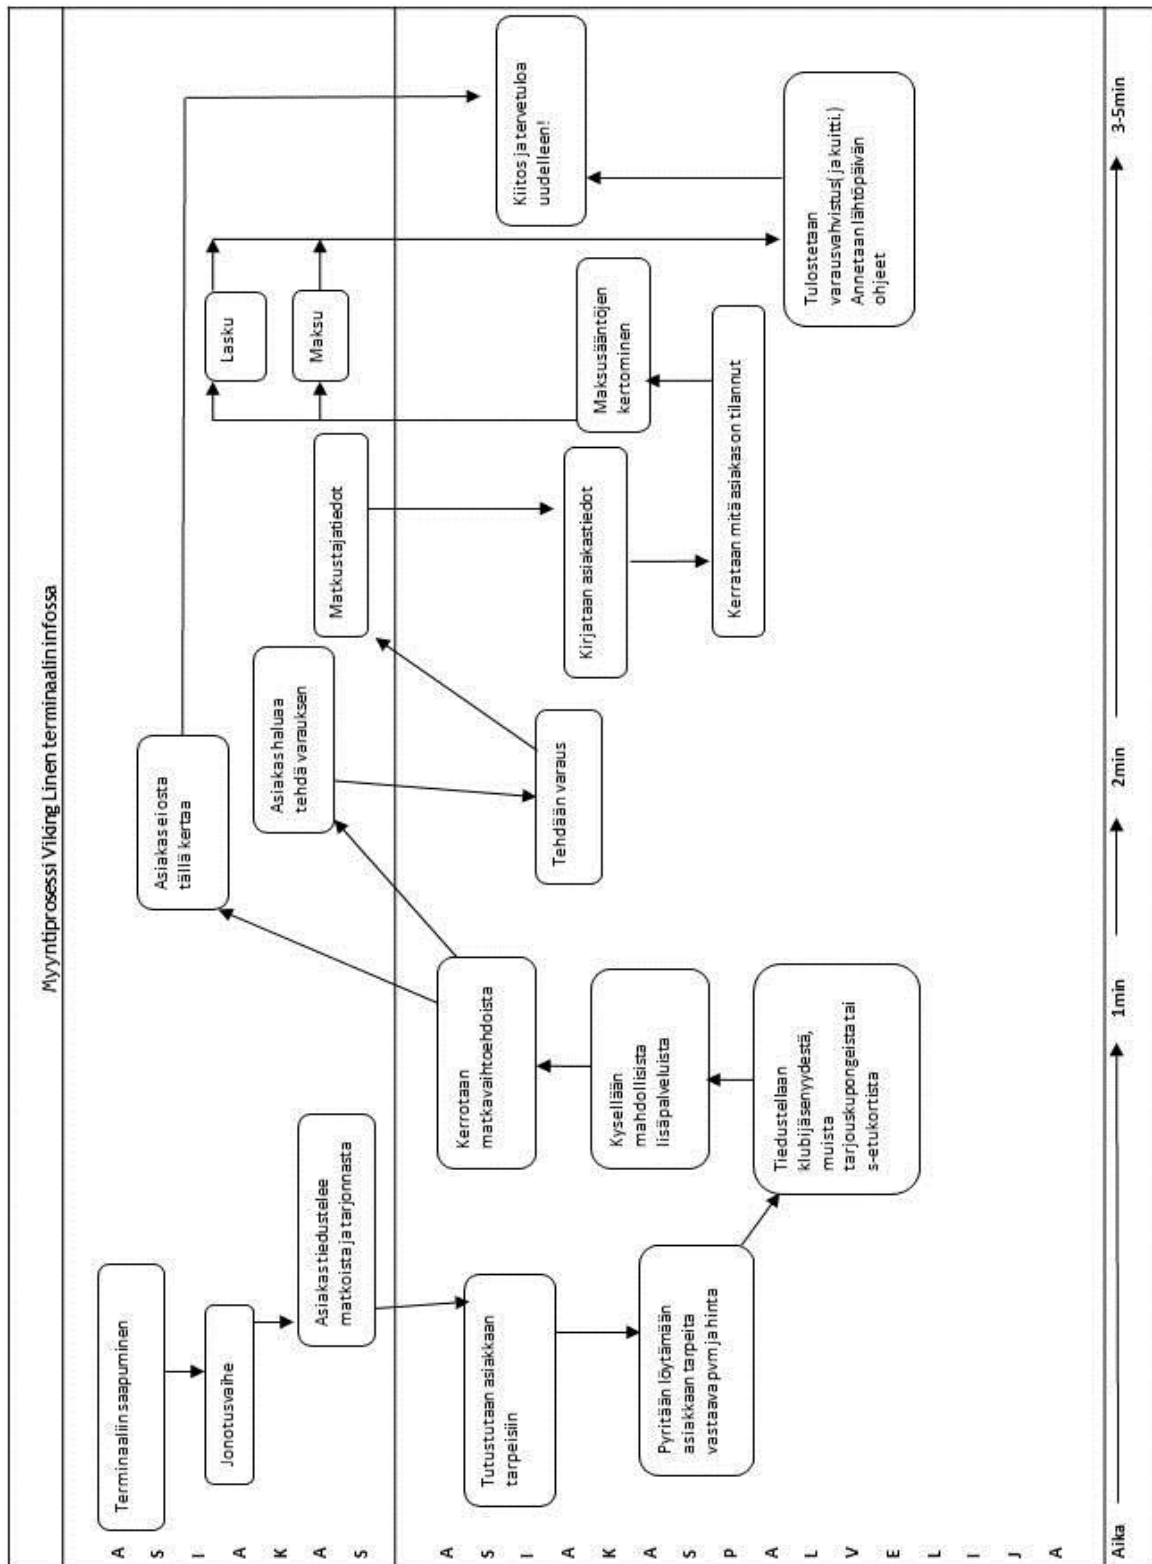 Myyntiprosessi Viking Linen terminaalin infossa
A
S
I
A
K
A
S
Terminaaliin saapuminen
Jonotusvaihe
Asiakas tiedustelee
matkoista ja tarjonnasta
Asiakas ei osta
tällä kertaa
Asiakas haluaa
tehdä varauksen
Matkustajatiedot
Lasku
Maksu
A
S
I
A
K
A
S
P
A
L
V
E
L
I
J
A
Tutustutaan asiakkaan
tarpeisiin
Pyritään löytämään
asiakkaan tarpeita
vastaava pvm ja hinta
Tiedustellaan
klubijäsenyydestä,
muista
tarjouskupongeista tai
s-etukortista
Kysellään
mahdollisista
lisäpalveluista
Kerrotaan
matkavaihtoehdoista
Tehdään varaus
Kirjataan asiakastiedot
Kerrataan mitä asiakas on tilannut
Maksusääntöjen
kertominen
Tulostetaan
varausvahvistus( ja kuitti.)
Annetaan lähtöpäivän
ohjeet
Kiitos ja tervetuloa
uudelleen!
Aika
1min
2min
3-5min